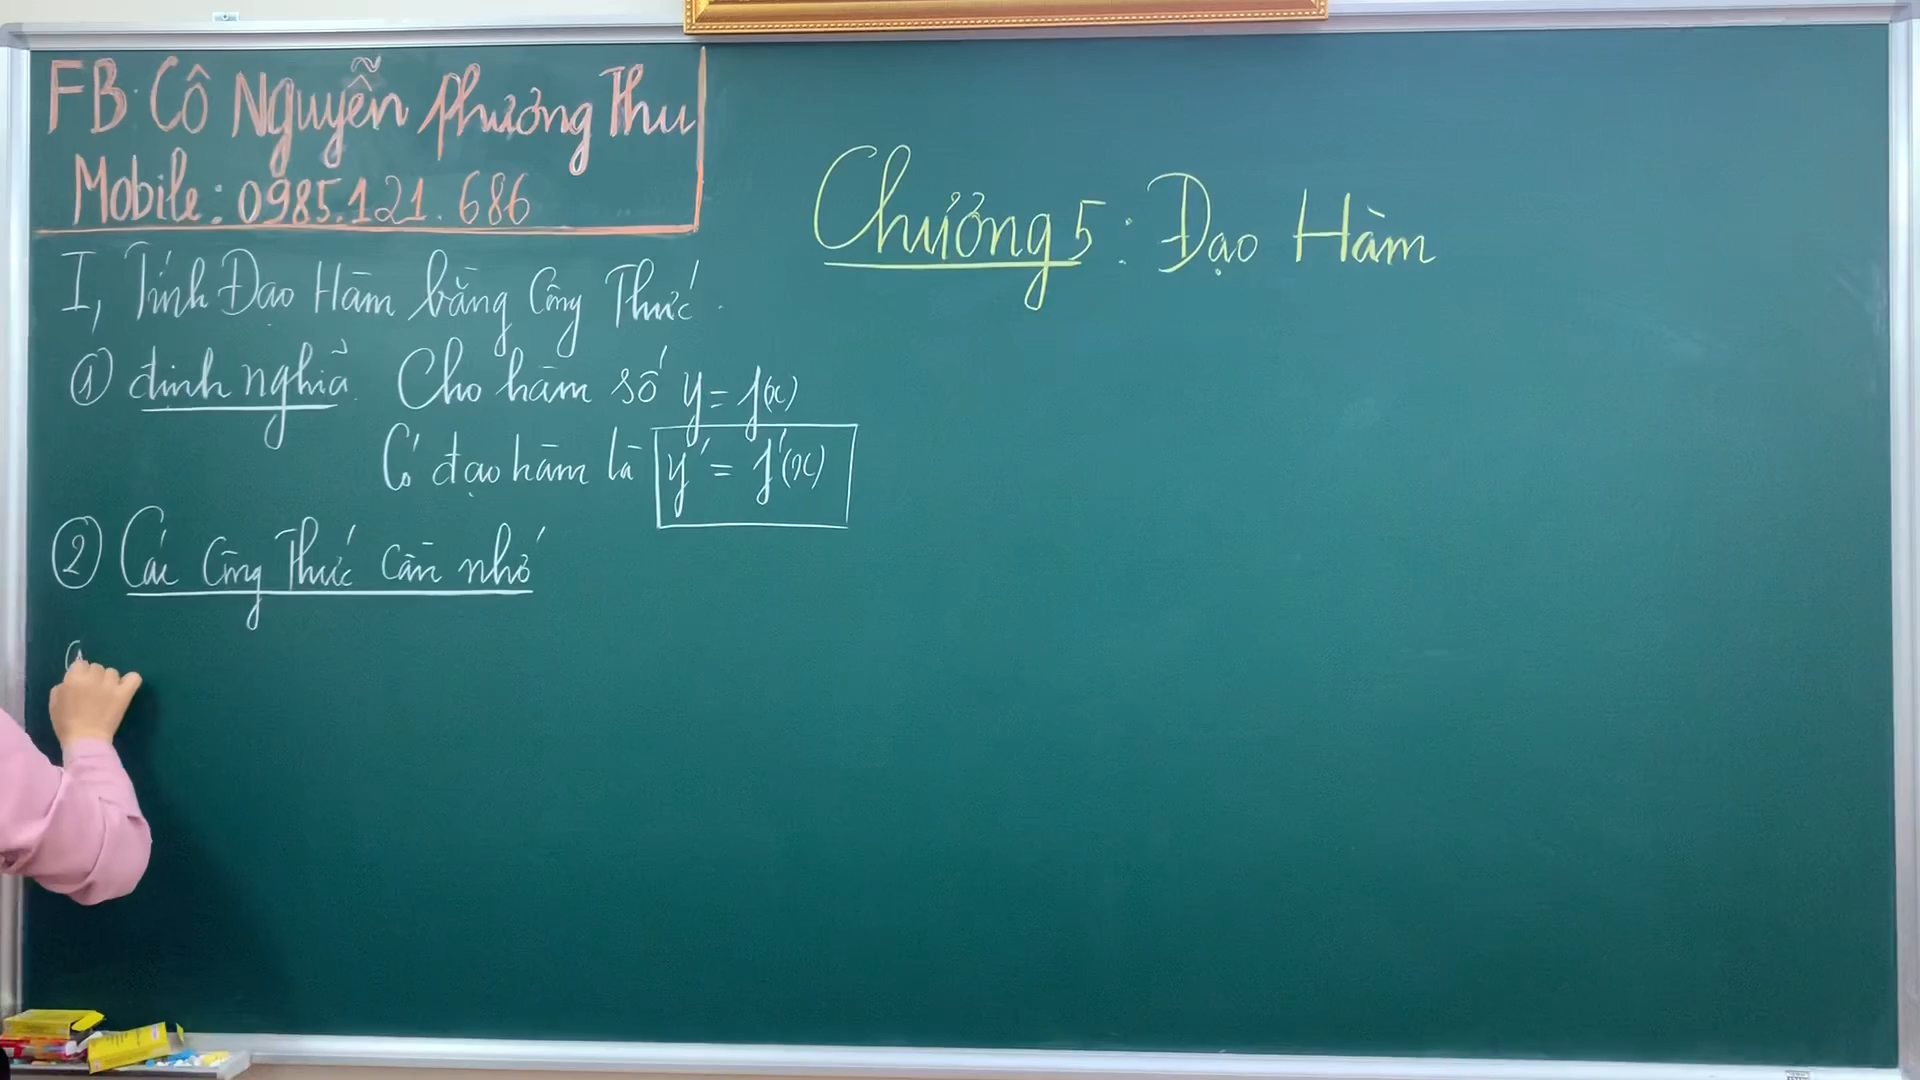 FB: Cô Nguyễn Phương Thu
Mobile: 0985.121.686
Chương 5: Đạo Hàm
I, Tính Đạo Hàm bằng Công Thức.
① định nghĩa. Cho hàm số y = f(x)
Có đạo hàm là y' = f'(x)
② Các Công Thức cần nhớ